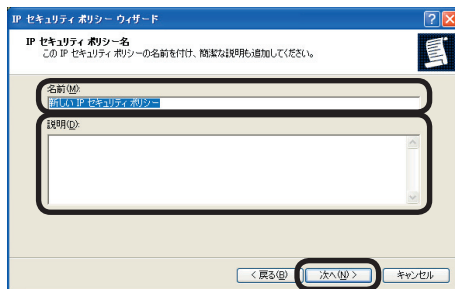 IP セキュリティ ポリシー ウィザード
IP セキュリティ ポリシー名
この IP セキュリティ ポリシーの名前を付け、簡潔な説明も追加してください。
名前(M):
新しい IP セキュリティ ポリシー
説明(D):
< 戻る(B)
次へ(N) >
キャンセル